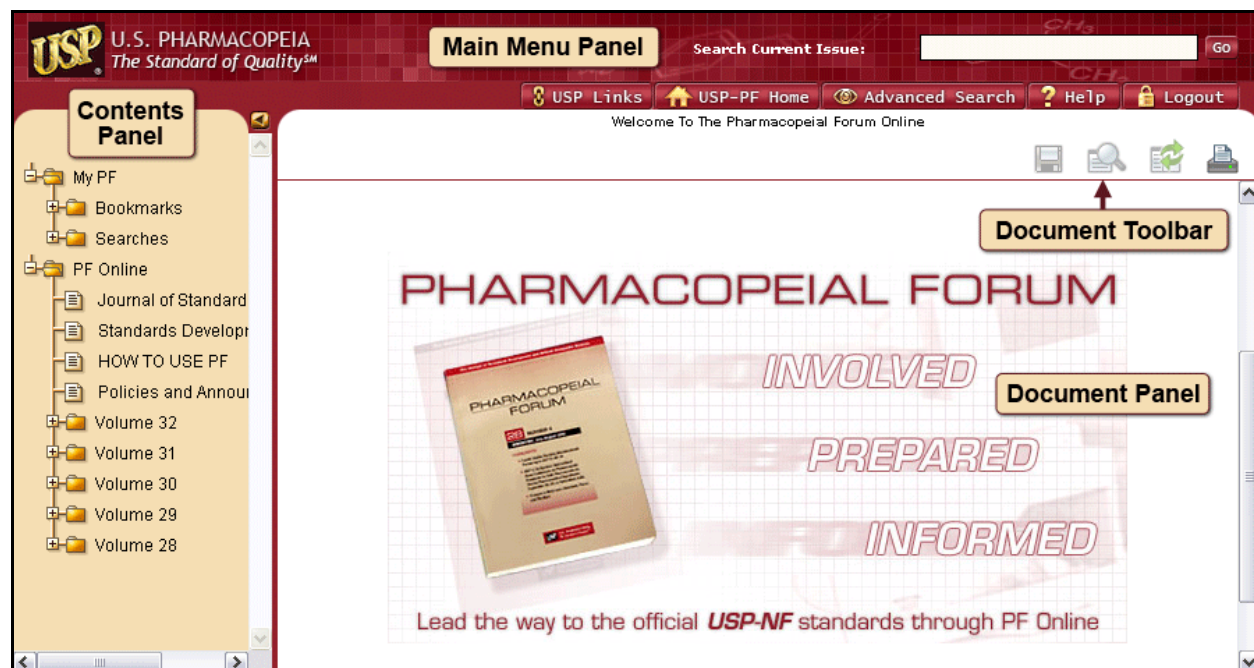 USP
U.S. PHARMACOPEIA
The Standard of Quality℠
Main Menu Panel
Search Current Issue:
GO
USP Links
USP-PF Home
Advanced Search
? Help
Logout
Contents
Panel
Welcome To The Pharmacopeial Forum Online
My PF
Bookmarks
Searches
PF Online
Journal of Standard
Standards Developr
HOW TO USE PF
Policies and Annour
Volume 32
Volume 31
Volume 30
Volume 29
Volume 28
Document Toolbar
PHARMACOPEIAL FORUM
PHARMACOPEIAL
FORUM
28
INVOLVED
Document Panel
PREPARED
INFORMED
Lead the way to the official USP-NF standards through PF Online